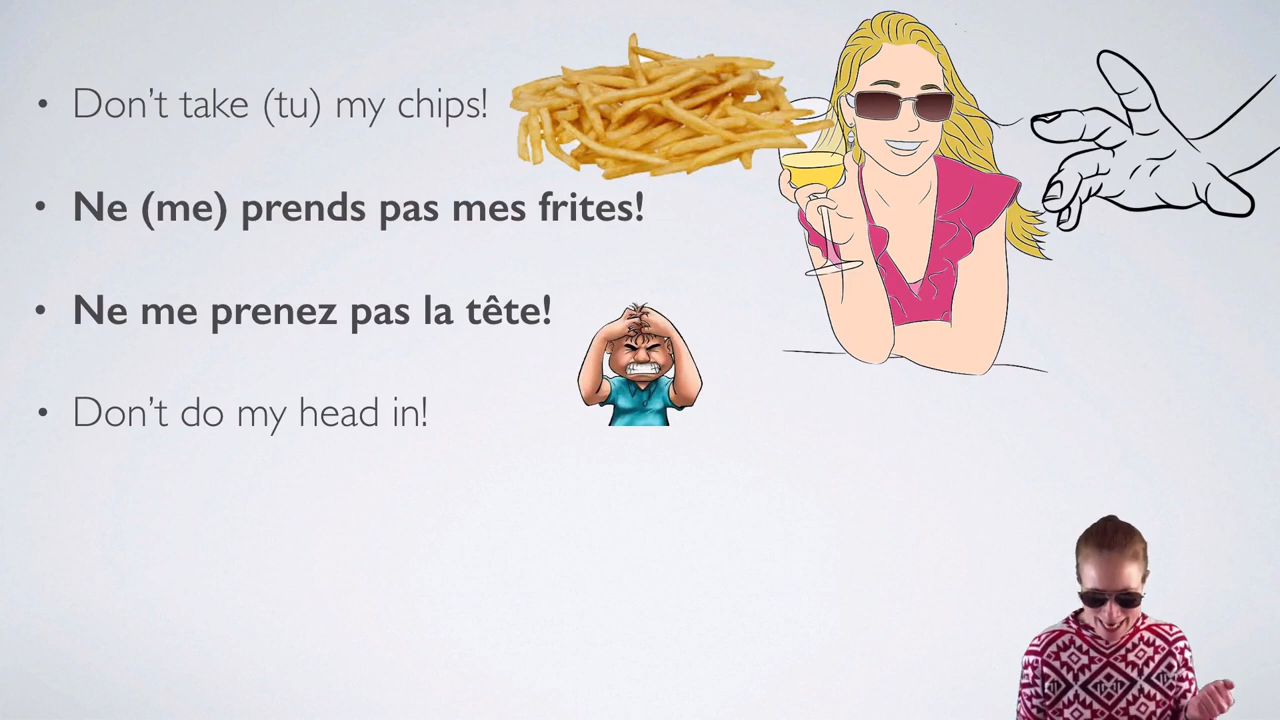 Don't take (tu) my chips!
Ne (me) prends pas mes frites!
Ne me prenez pas la tête!
Don't do my head in!